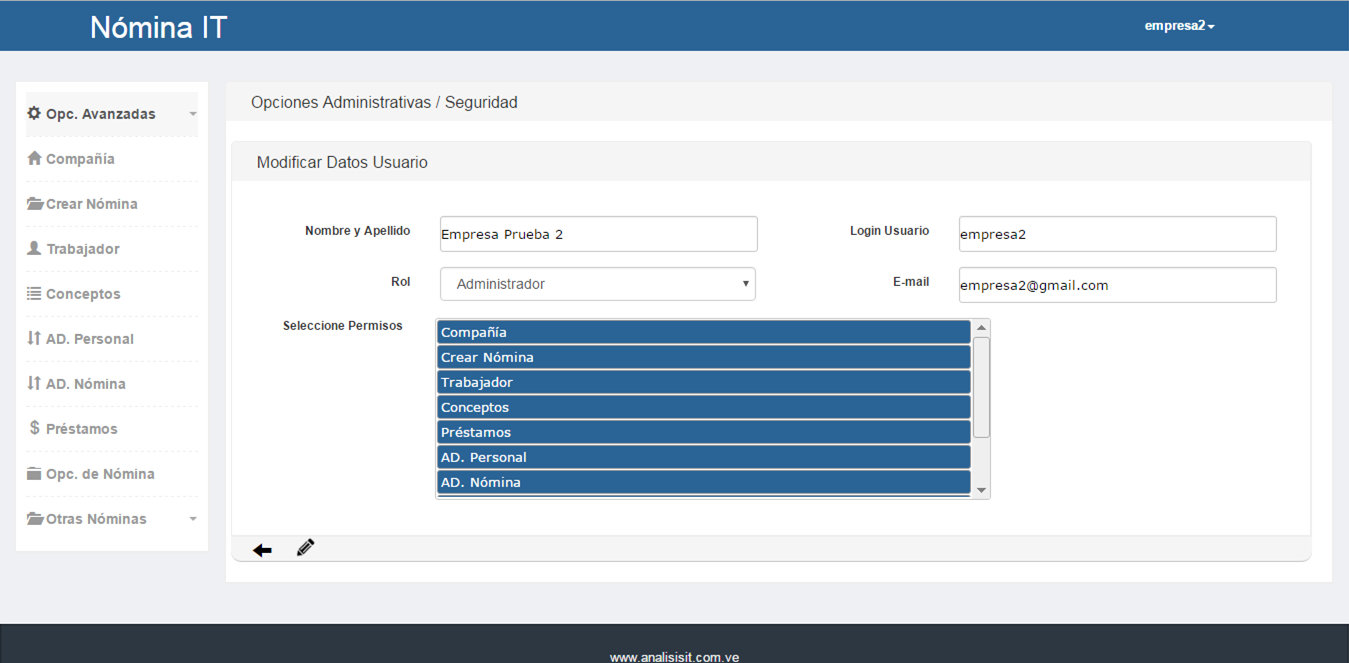 Nómina IT
empresa2
Opc. Avanzadas
Compañía
Crear Nómina
Trabajador
Conceptos
AD. Personal
AD. Nómina
Préstamos
Opc. de Nómina
Otras Nóminas
Opciones Administrativas / Seguridad
Modificar Datos Usuario
Nombre y Apellido Empresa Prueba 2 Login Usuario empresa2
Rol Administrador E-mail empresa2@gmail.com
Seleccione Permisos
Compañía
Crear Nómina
Trabajador
Conceptos
Préstamos
AD. Personal
AD. Nómina
www.analisisit.com.ve